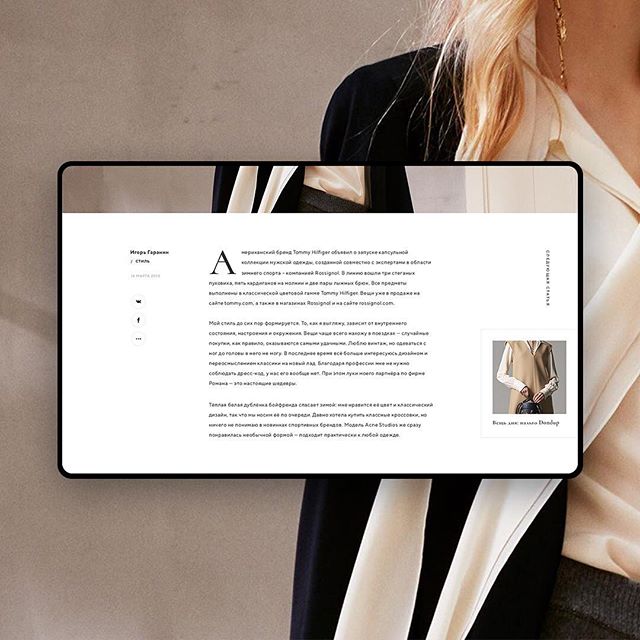 Игорь Гаранин
/ СТИЛЬ
14 МАРТА 2019
Американский бренд Tommy Hilfiger объявил о запуске капсульной
коллекции мужской одежды, созданной совместно с экспертами в области
зимнего спорта – компанией Rossignol. В линию вошли три стеганых
пуховика, пять кардиганов на молнии и две пары лыжных брюк. Все предметы
выполнены в классической цветовой гамме Tommy Hilfiger. Вещи уже в продаже на
сайте tommy.com, а также в магазинах Rossignol и на сайте rossignol.com.
Мой стиль до сих пор формируется. То, как я выгляжу, зависит от внутреннего
состояния, настроения и окружения. Вещи чаще всего нахожу в поездках — случайные
покупки, как правило, оказываются самыми удачными. Люблю винтаж, но одеваться с
ног до головы в него не могу. В последнее время всё больше интересуюсь дизайном и
переосмыслением классики на новый лад. Благодаря профессии мне не нужно
соблюдать дресс-код, у нас его вообще нет. При этом луки моего партнёра по фирме
Романа — это настоящие шедевры.
Тёплая белая дублёнка бойфренда спасает зимой: мне нравится её цвет и классический
дизайн, так что мы носим её по очереди. Давно хотела купить классные кроссовки, но
ничего не понимаю в новинках спортивных брендов. Модель Acne Studios же сразу
понравилась необычной формой — подходит практически к любой одежде.
СЛЕДУЮЩАЯ СТАТЬЯ
Вещь дня: пальто Dondup